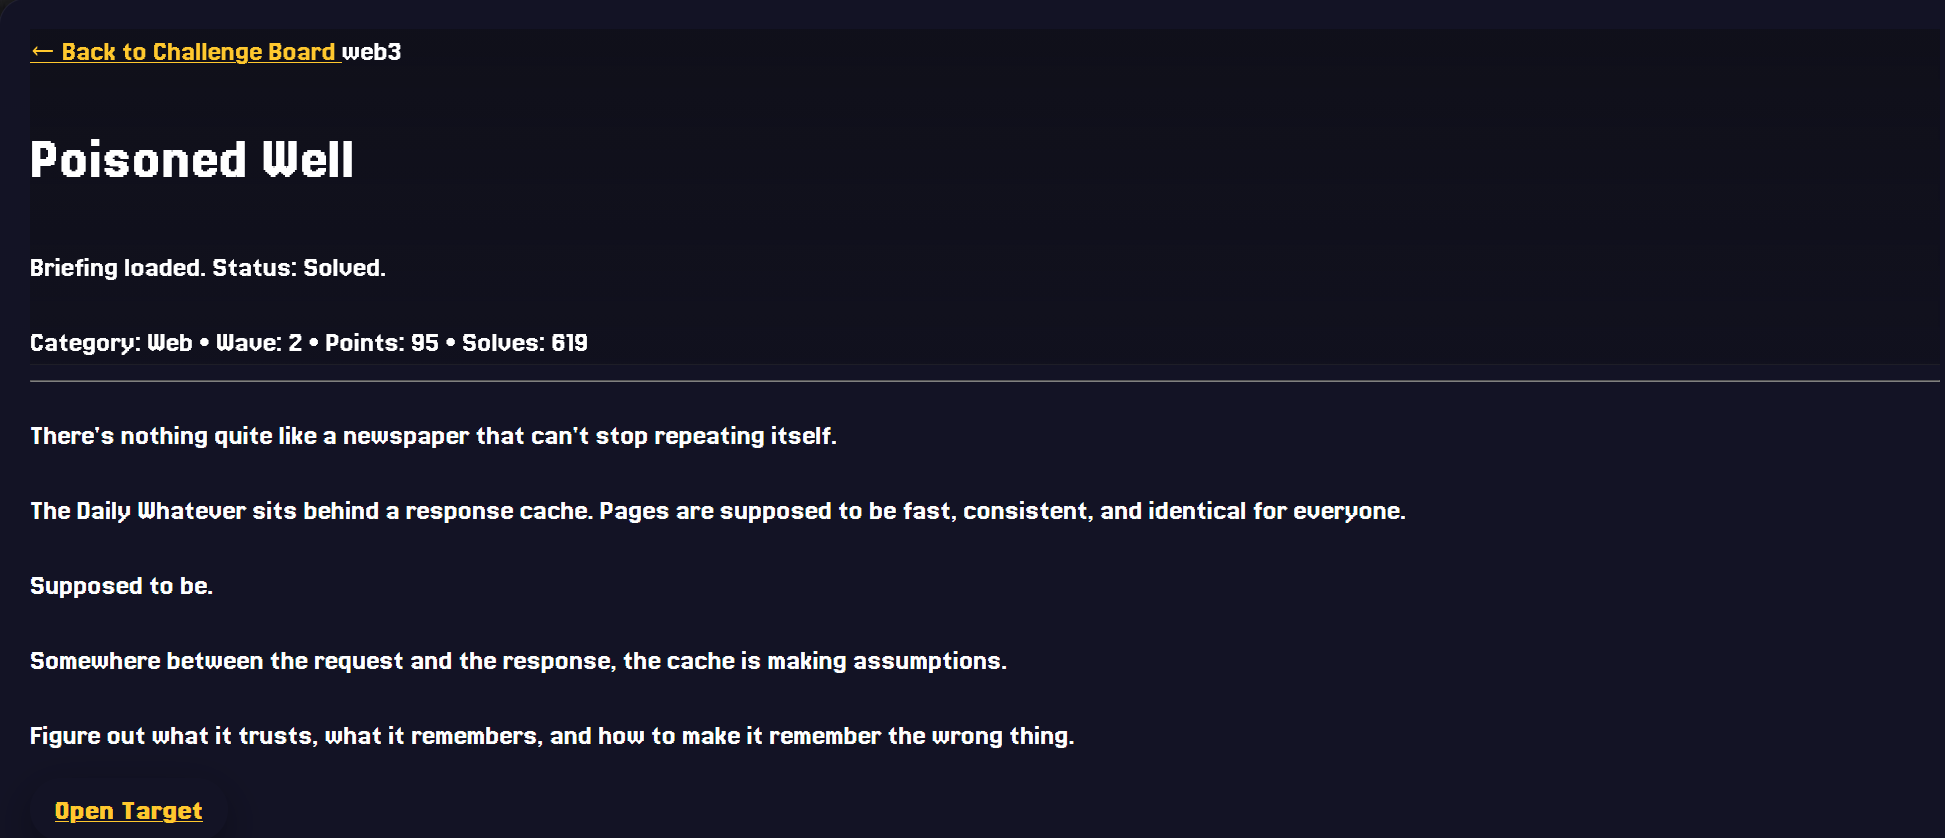 ← Back to Challenge Board web3
Poisoned Well
Briefing loaded. Status: Solved.
Category: Web • Wave: 2 • Points: 95 • Solves: 619
There's nothing quite like a newspaper that can't stop repeating itself.
The Daily Whatever sits behind a response cache. Pages are supposed to be fast, consistent, and identical for everyone.
Supposed to be.
Somewhere between the request and the response, the cache is making assumptions.
Figure out what it trusts, what it remembers, and how to make it remember the wrong thing.
Open Target